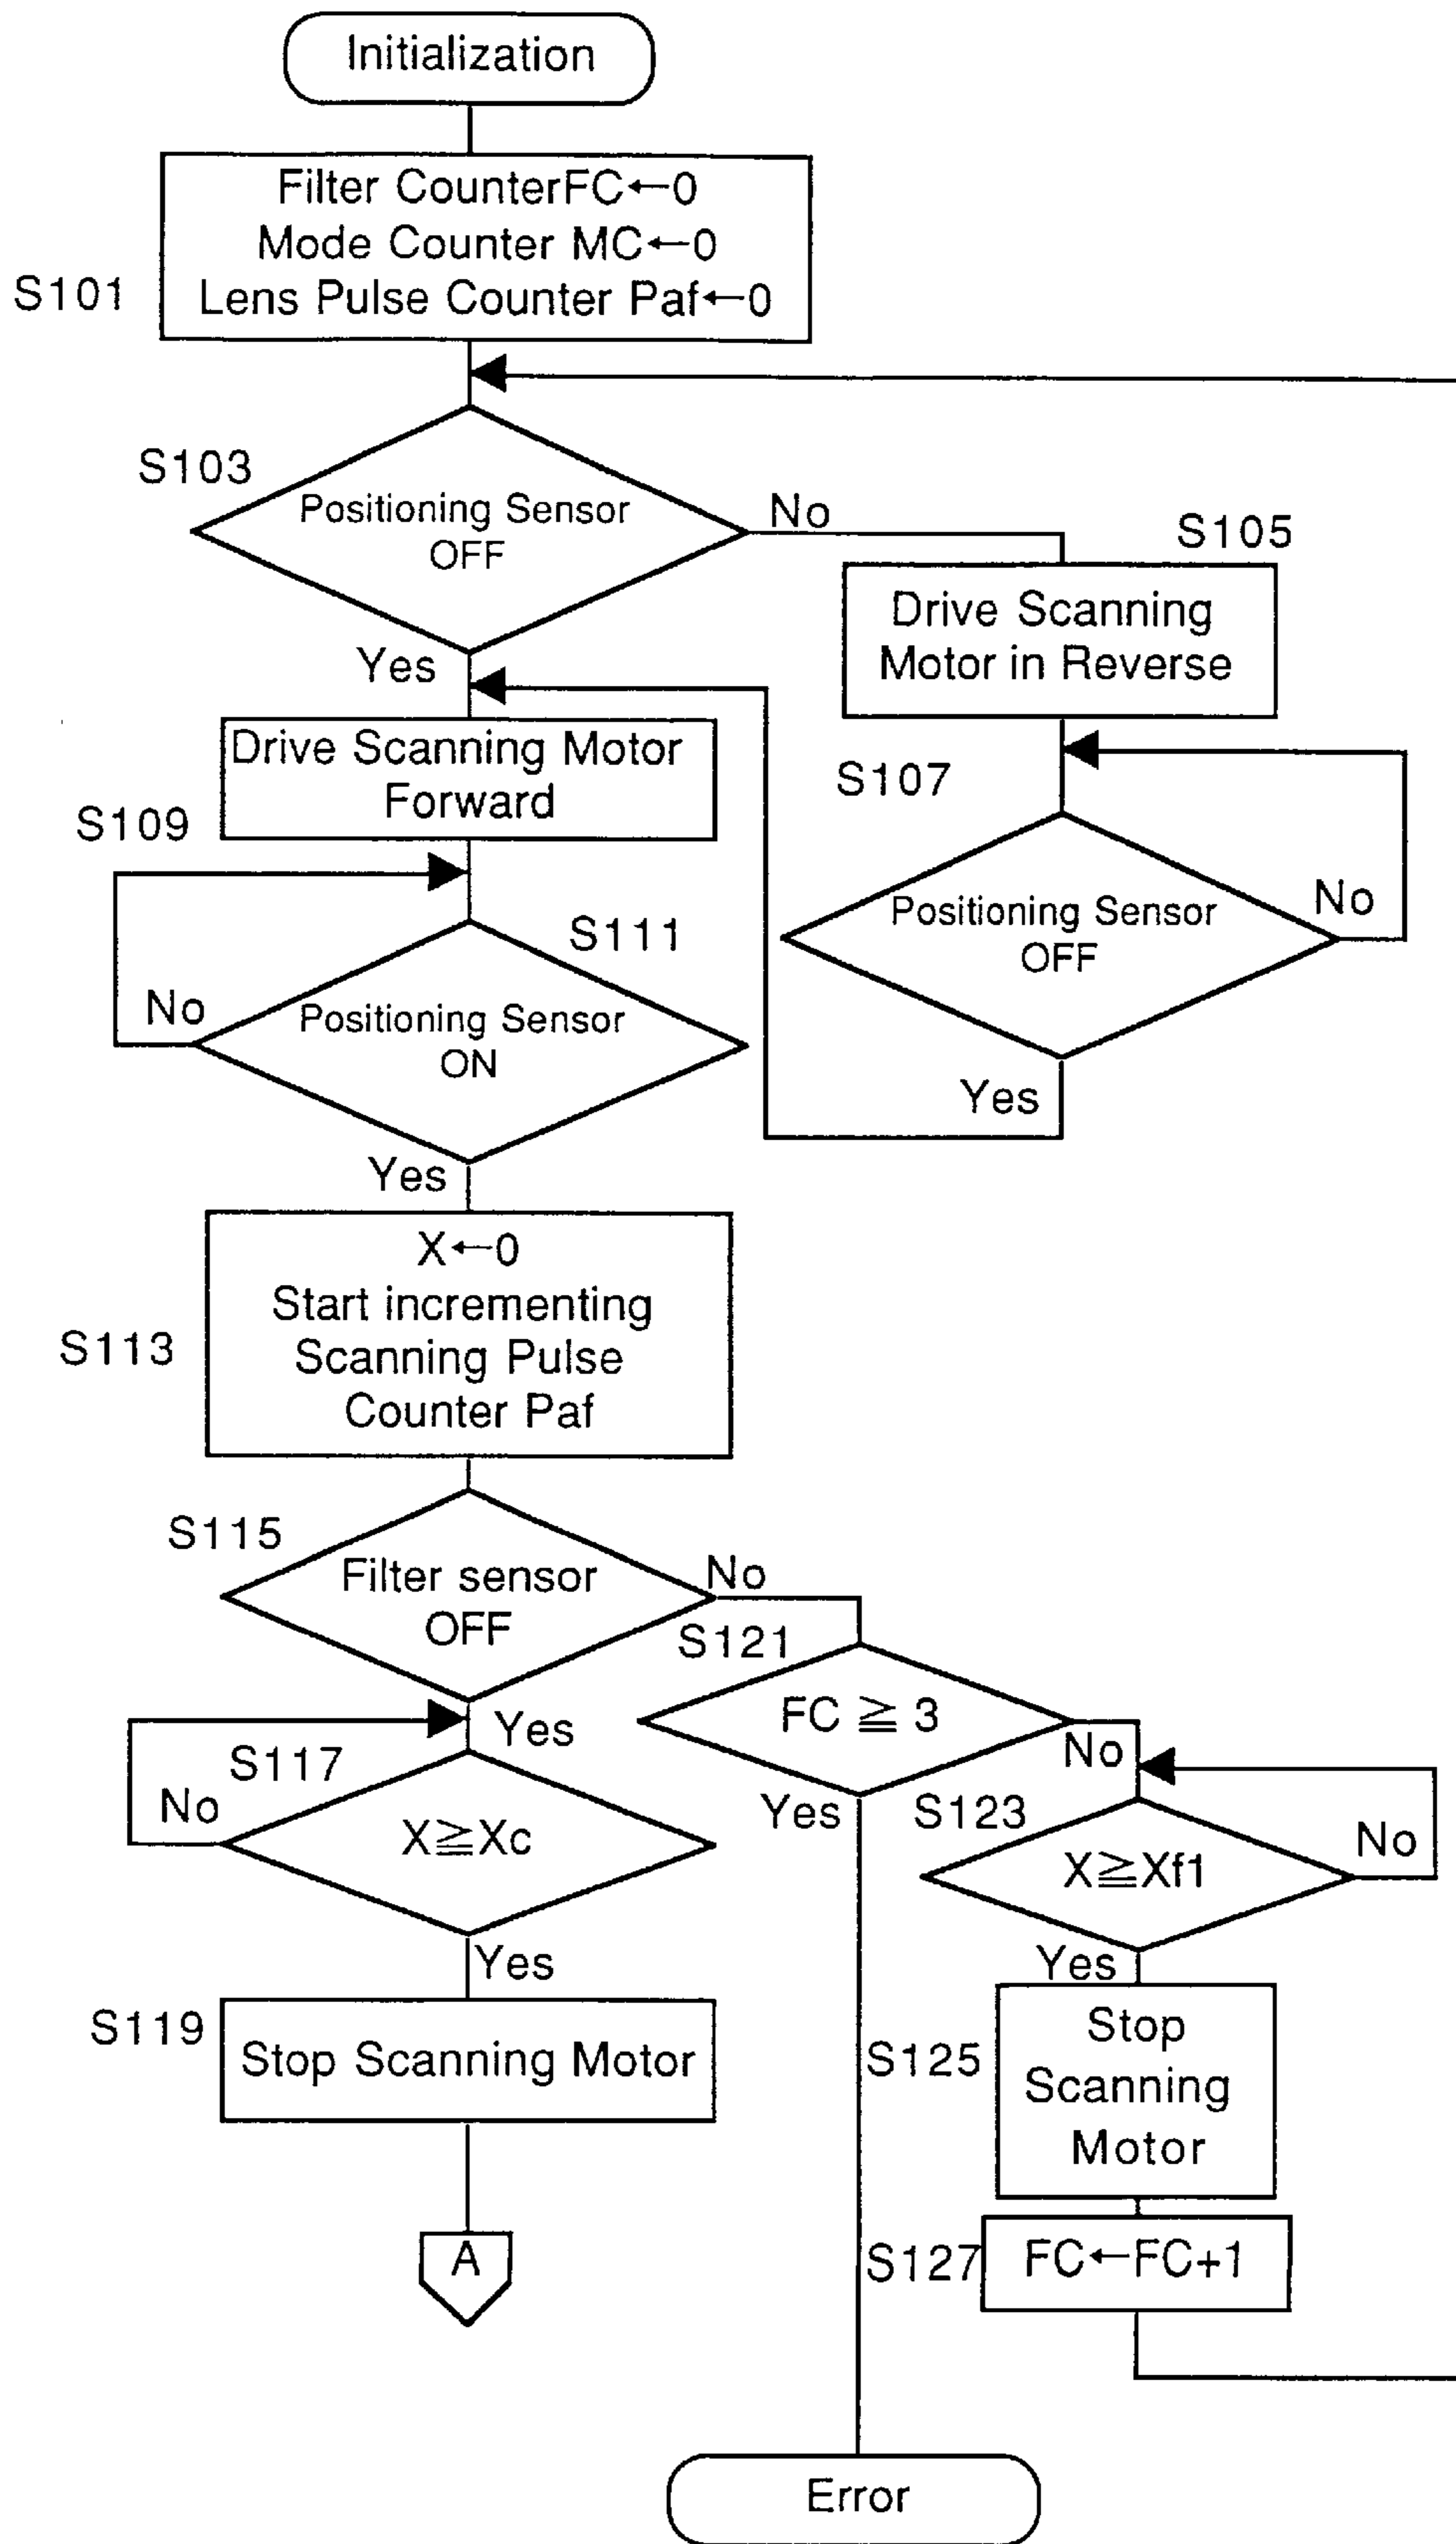 Initialization
Filter CounterFC←0
Mode Counter MC←0
S101
Lens Pulse Counter Paf←0
S103
Positioning Sensor
OFF
No
Yes
S105
Drive Scanning
Motor in Reverse
S107
Positioning Sensor
OFF
No
Yes
Drive Scanning Motor
Forward
S109
S111
Positioning Sensor
ON
No
Yes
X←0
Start incrementing
S113
Scanning Pulse
Counter Paf
S115
Filter sensor
OFF
No
Yes
S117
X≧Xc
No
Yes
S119
Stop Scanning Motor
A
S121
FC ≧ 3
No
Yes
S123
X≧Xf1
No
Yes
S125
Stop
Scanning
Motor
S127
FC←FC+1
Error